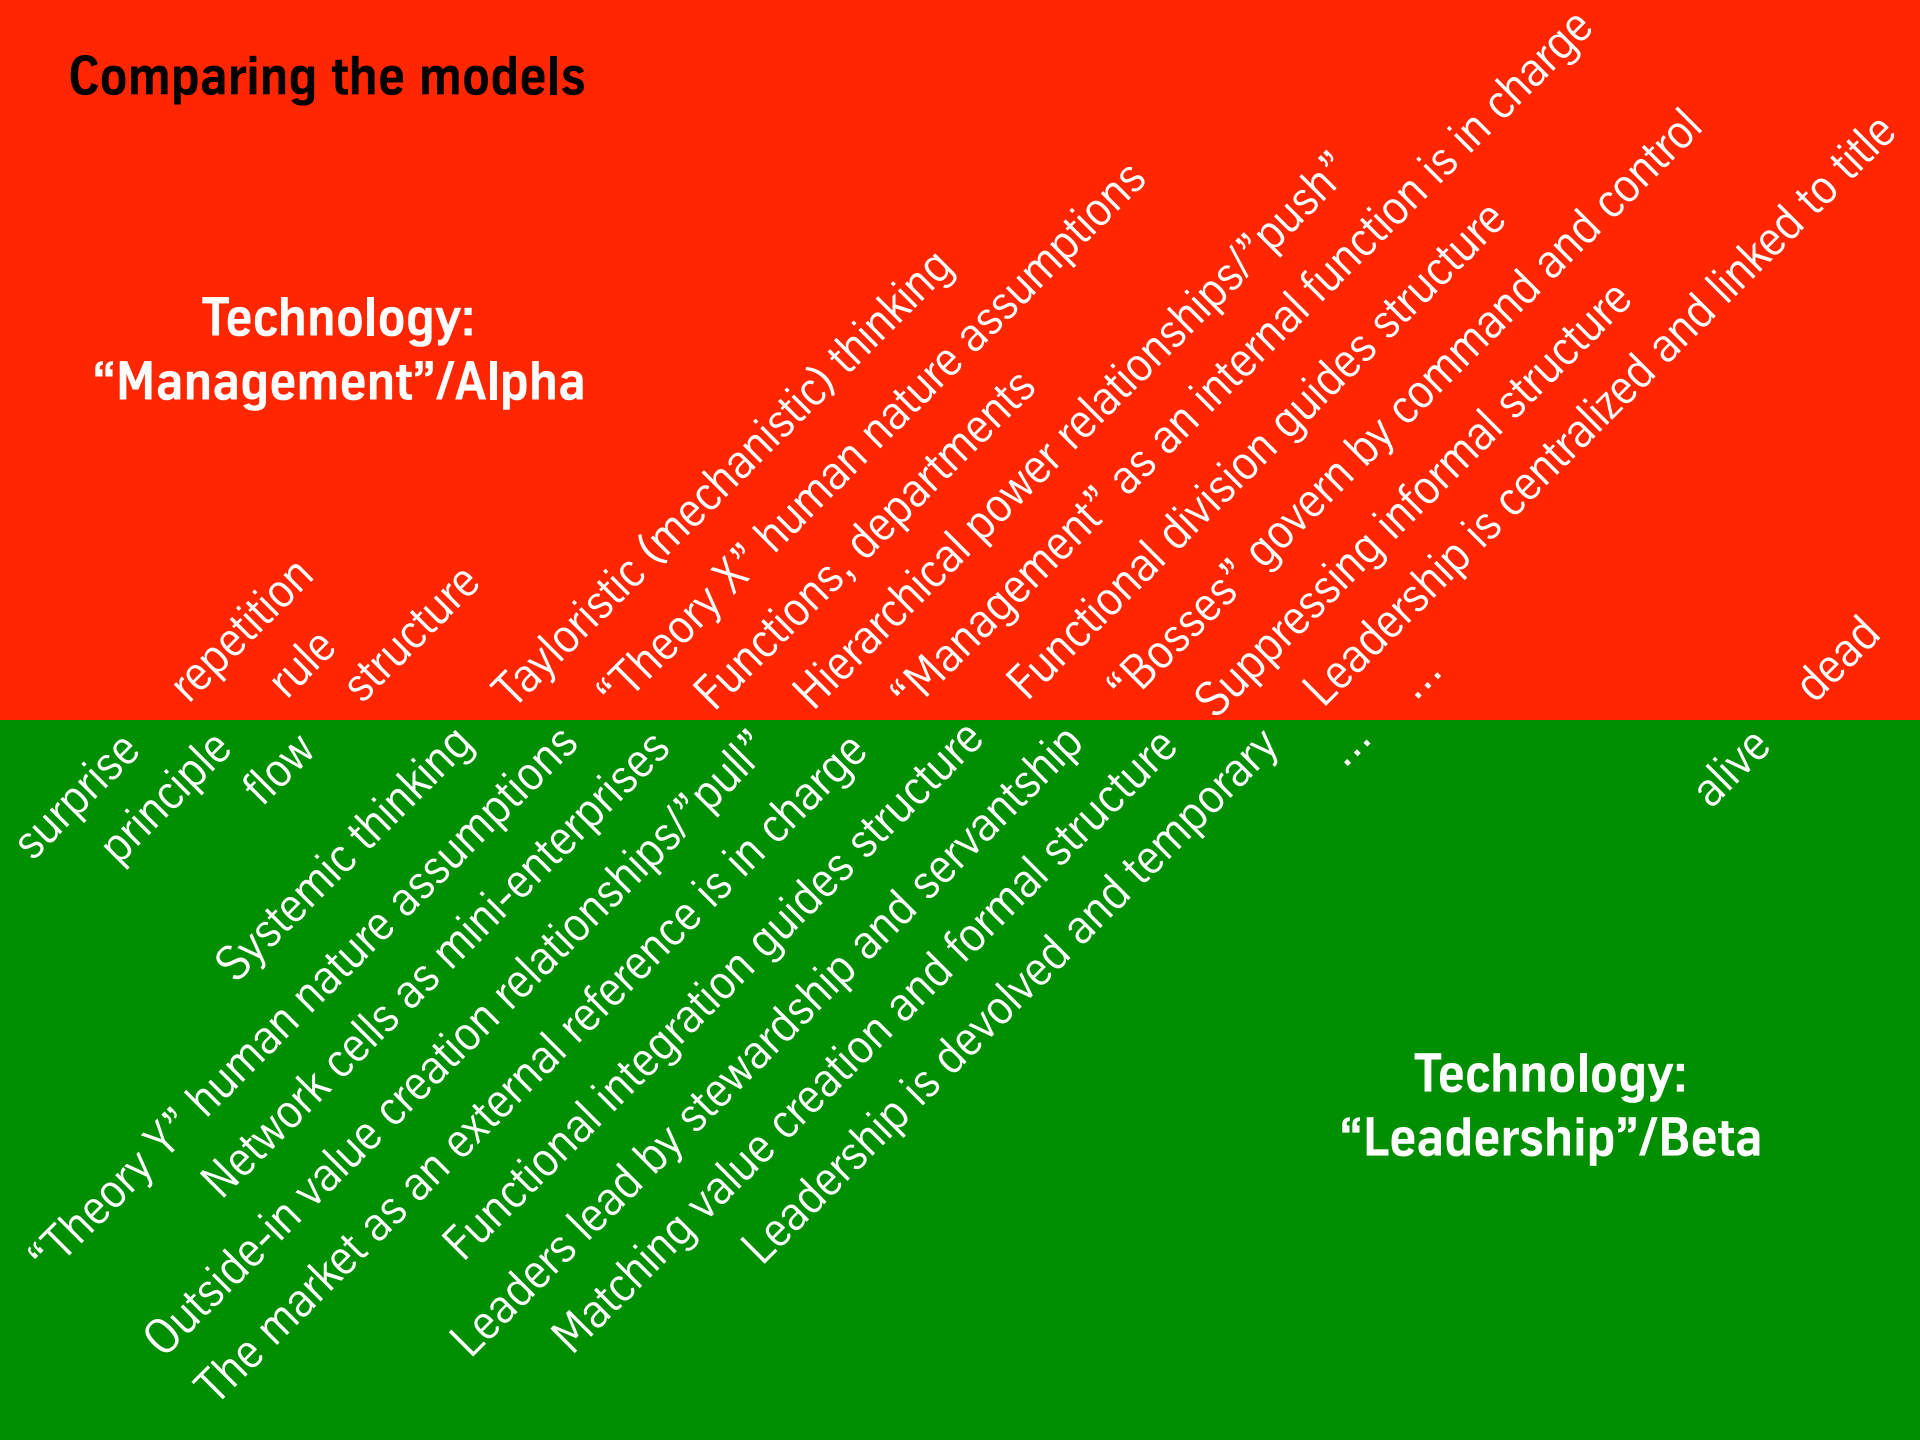 Comparing the models
Technology:
“Management”/Alpha
repetition
rule
structure
Tayloristic (mechanistic) thinking
“Theory X” human nature assumptions
Functions, departments
Hierarchical power relationships/”push”
“Management” as an internal function is in charge
Functional division guides structure
“Bosses” govern by command and control
Suppressing informal structure
Leadership is centralized and linked to title
...
dead
surprise
principle
flow
Systemic thinking
“Theory Y” human nature assumptions
Network cells as mini-enterprises
Outside-in value creation relationships/”pull”
The market as an external reference is in charge
Functional integration guides structure
Leaders lead by stewardship and servantship
Matching value creation and formal structure
Leadership is devolved and temporary
...
alive
Technology:
“Leadership”/Beta